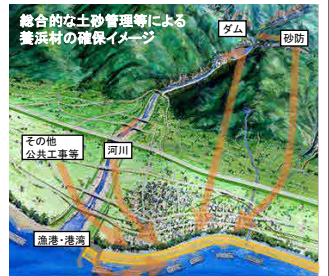 総合的な土砂管理等による
養浜材の確保イメージ
ダム
砂防
その他
公共工事等
河川
漁港・港湾